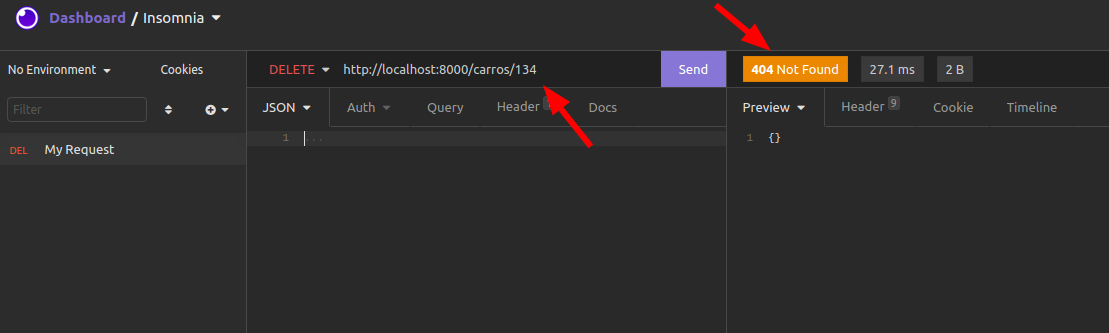 Dashboard / Insomnia
No Environment Cookies
DELETE http://localhost:8000/carros/134 Send
404 Not Found 27.1 ms 2 B
Filter
JSON Auth Query Header Docs
Preview Header 9 Cookie Timeline
DEL My Request
1 ...
1 {}